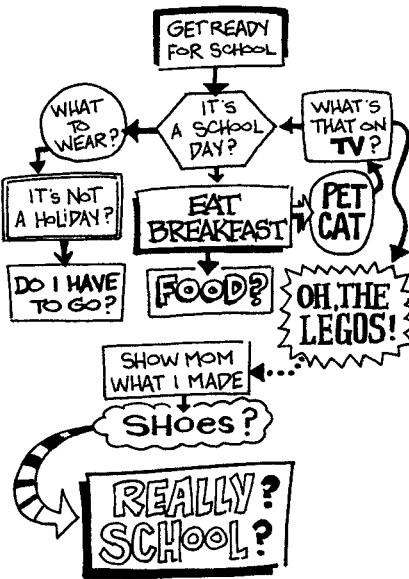 GET READY
FOR SCHOOL
WHAT
TO
WEAR?
IT'S
A SCHOOL
DAY?
WHAT'S
THAT ON
TV?
IT'S NOT
A HOLIDAY?
EAT
BREAKFAST
PET
CAT
DO I HAVE
TO GO?
FOOD?
OH, THE
LEGOS!
SHOW MOM
WHAT I MADE
SHOES?
REALLY?
SCHOOL?